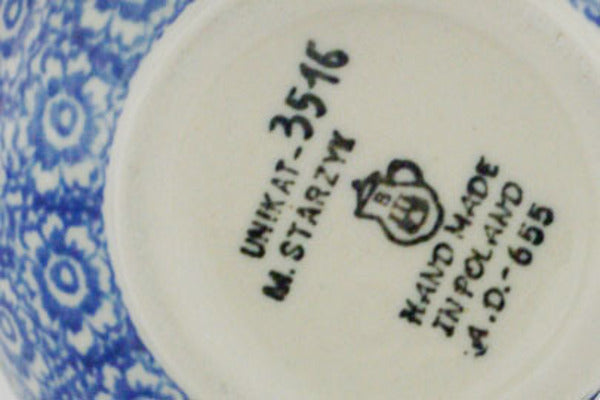 UNIKAT-3516
M. STARZYK
B
HAND MADE
IN POLAND
A.D.-655